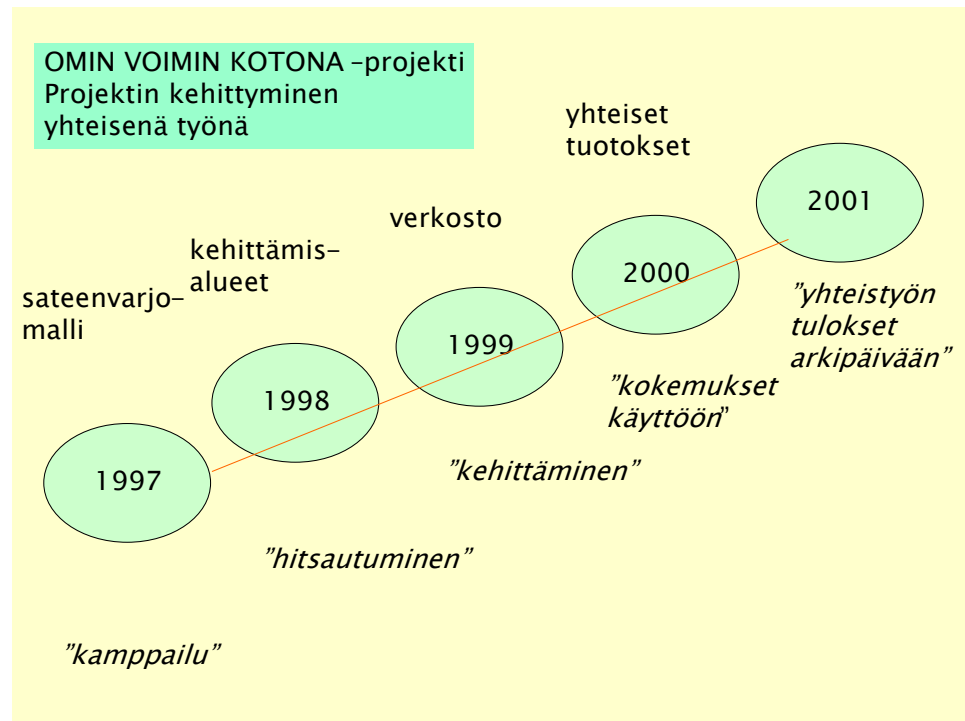 OMIN VOIMIN KOTONA –projekti
Projektin kehittyminen
yhteisenä työnä
sateenvarjo-
malli
1997
"kamppailu"
kehittämis-
alueet
1998
"hitsautuminen"
verkosto
1999
"kehittäminen"
yhteiset
tuotokset
2000
"kokemukset
käyttöön"
2001
"yhteistyön
tulokset
arkipäivään"